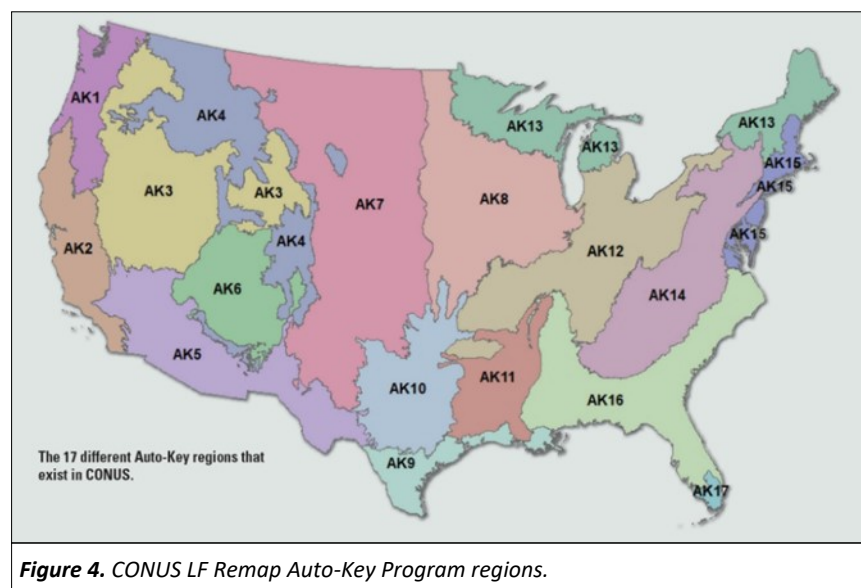 AK1
AK4
AK13
AK13
AK13
AK15
AK15
AK3
AK3
AK7
AK8
AK2
AK4
AK15
AK12
AK6
AK14
AK5
AK11
AK10
AK16
The 17 different Auto-Key regions that
exist in CONUS.
AK9
AK17
Figure 4. CONUS LF Remap Auto-Key Program regions.